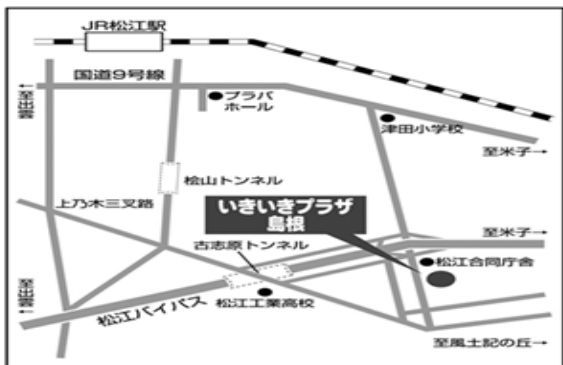 JR松江駅
国道9号線
至出雲
プラバ
ホール
津田小学校
至米子
桧山トンネル
上乃木三叉路
いきいきプラザ
島根
至米子
古志原トンネル
松江合同庁舎
至出雲
松江バイパス
松江工業高校
至風土記の丘